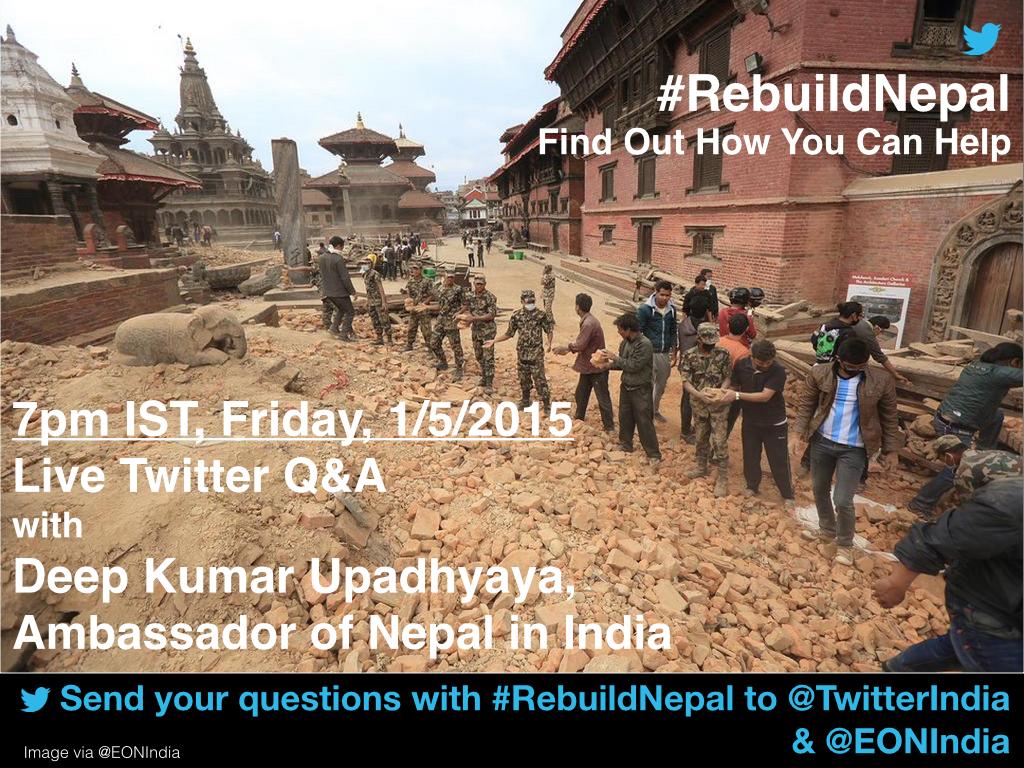 #RebuildNepal
Find Out How You Can Help
7pm IST, Friday, 1/5/2015
Live Twitter Q&A
with
Deep Kumar Upadhyaya,
Ambassador of Nepal in India
Send your questions with #RebuildNepal to @TwitterIndia
& @EONIndia
Image via @EONIndia